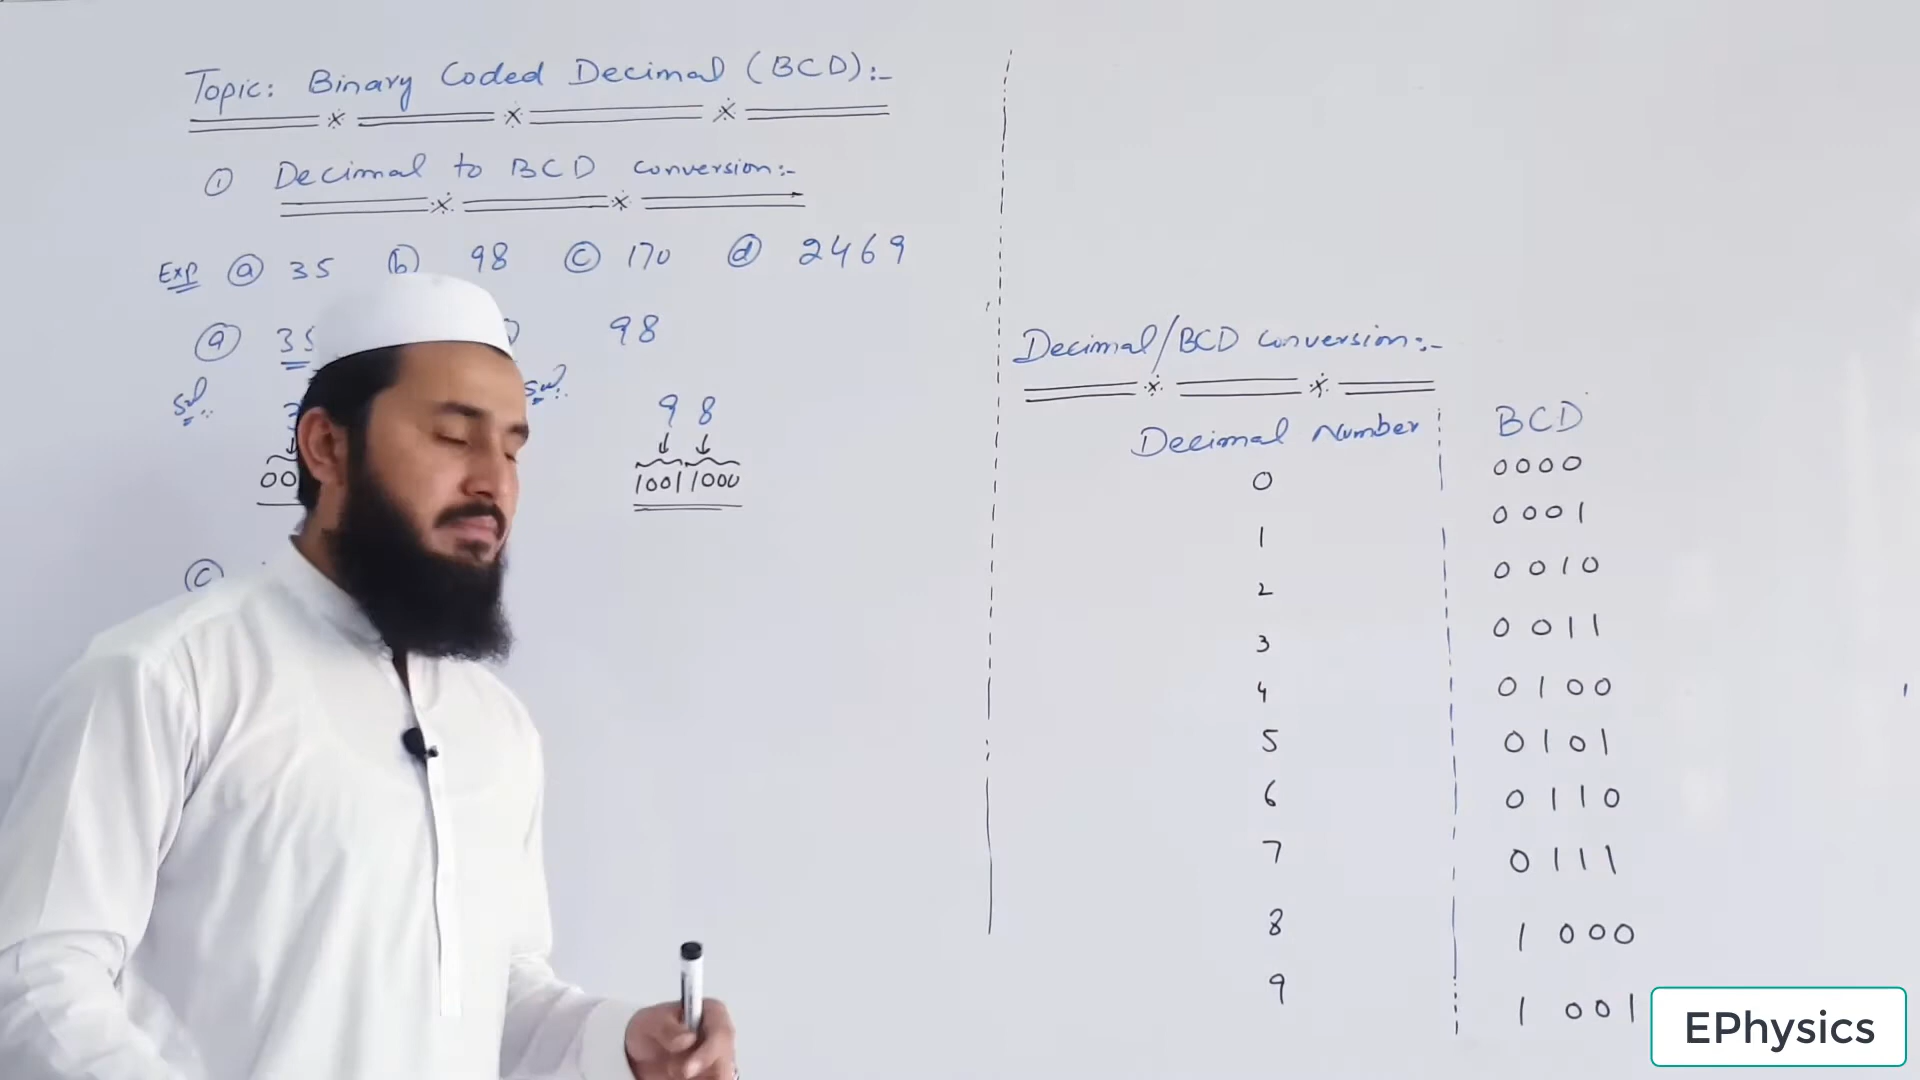 Topic: Binary Coded Decimal (BCD):-
① Decimal to BCD conversion:-
Exp ⓐ 35 ⓑ 98 ⓒ 170 ⓓ 2469
ⓐ 35 98
Sol: Sol:
9 8
00 1001 1000
ⓒ
Decimal/BCD conversion:-
Decimal Number BCD
0 0000
1 0001
2 0010
3 0011
4 0100
5 0101
6 0110
7 0111
8 1000
9 1001
EPhysics